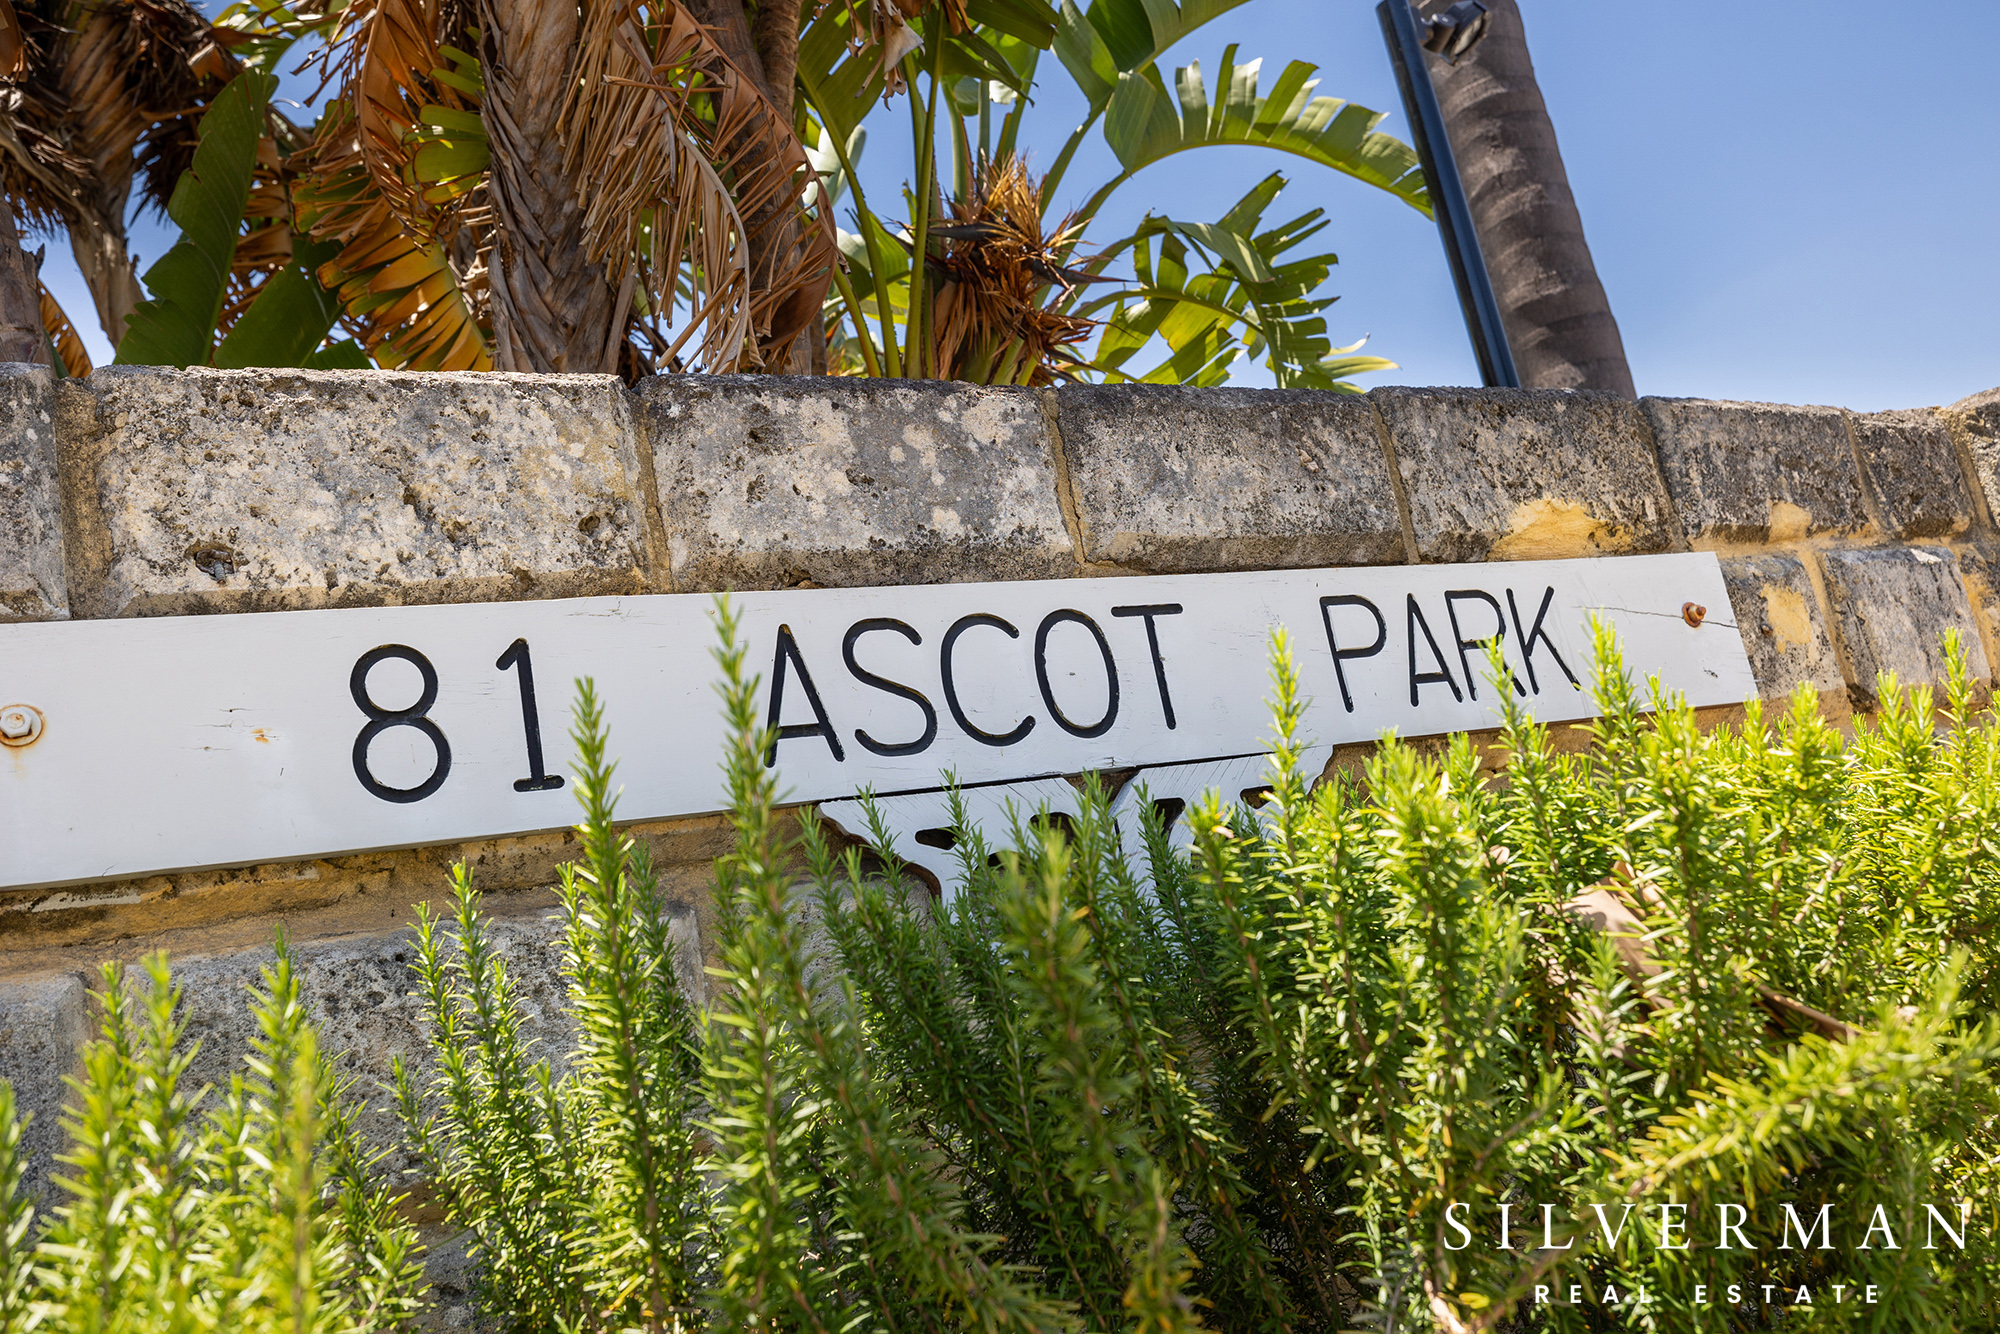 81 ASCOT PARK
SILVERMAN
REAL ESTATE